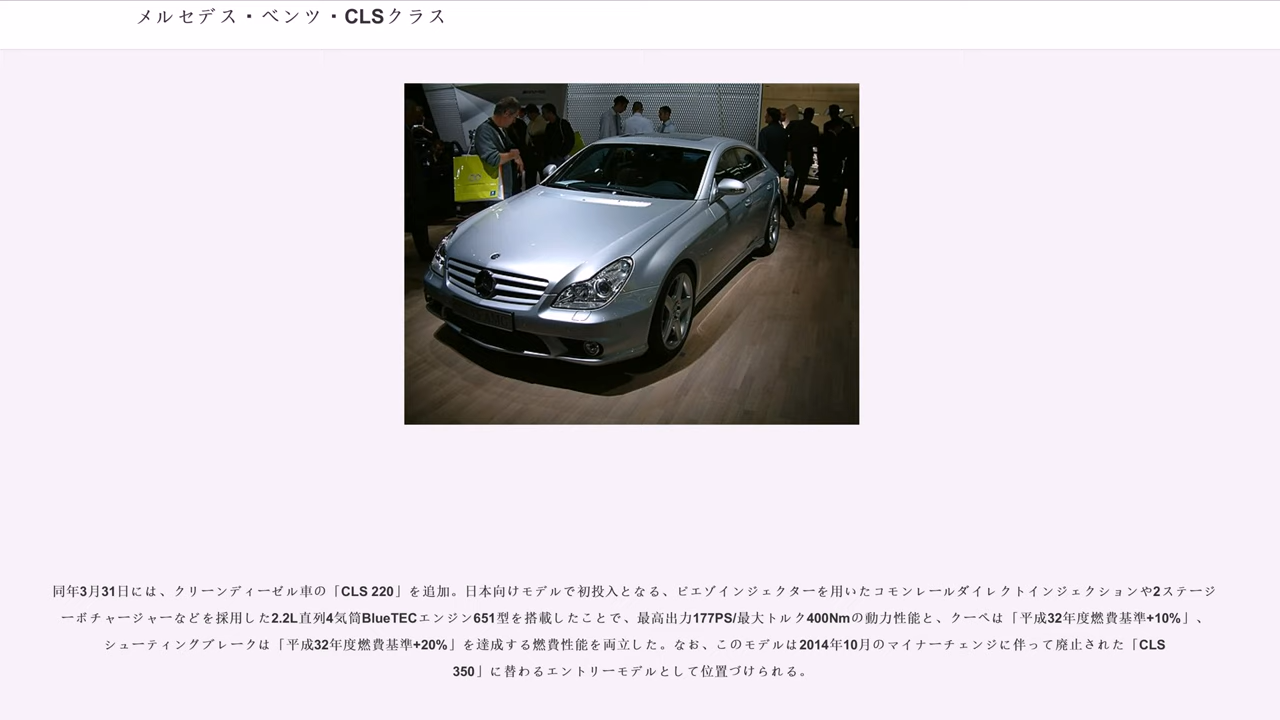 メルセデス・ベンツ・CLSクラス
同年3月31日には、クリーンディーゼル車の「CLS 220」を追加。日本向けモデルで初投入となる、ピエゾインジェクターを用いたコモンレールダイレクトインジェクションや2ステージ
ーボチャージャーなどを採用した2.2L直列4気筒BlueTECエンジン651型を搭載したことで、最高出力177PS/最大トルク400Nmの動力性能と、クーペは「平成32年度燃費基準+10%」、
シューティングブレークは「平成32年度燃費基準+20%」を達成する燃費性能を両立した。なお、このモデルは2014年10月のマイナーチェンジに伴って廃止された「CLS
350」に替わるエントリーモデルとして位置づけられる。